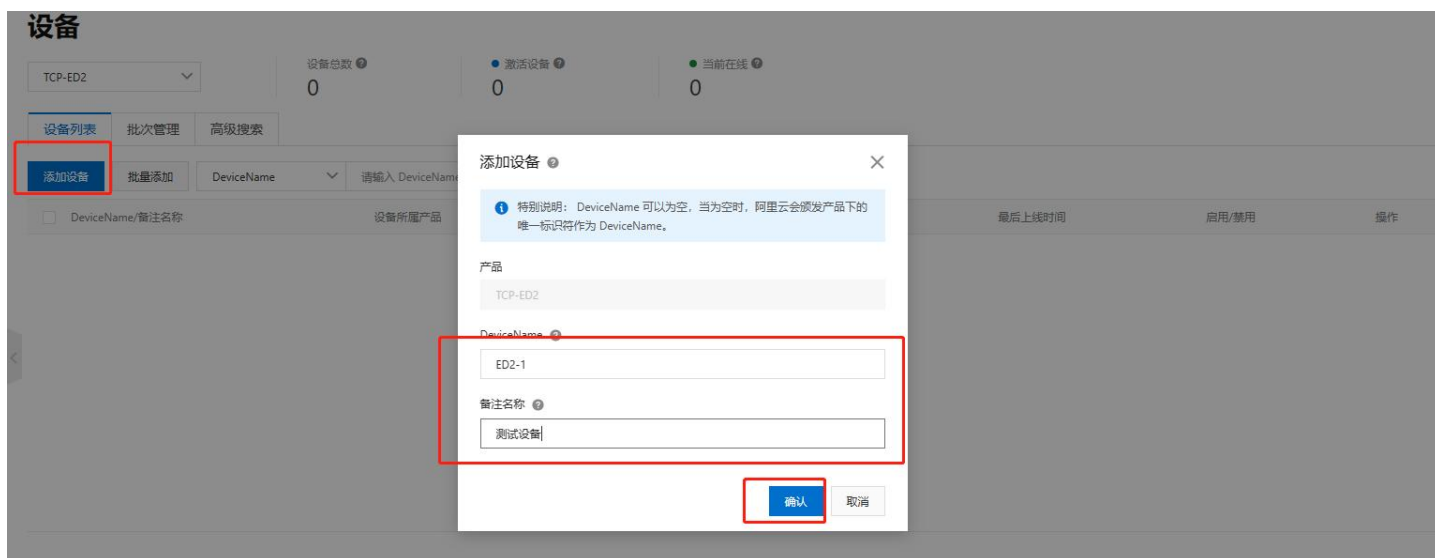 设备
TCP-ED2
设备总数
激活设备
当前在线
0
0
0
设备列表
批次管理
高级搜索
添加设备
批量添加
DeviceName
请输入 DeviceName
DeviceName/备注名称
设备所属产品
最后上线时间
启用/禁用
操作
添加设备
特别说明： DeviceName 可以为空，当为空时，阿里云会颁发产品下的
唯一标识符作为 DeviceName。
产品
TCP-ED2
DeviceName
ED2-1
备注名称
测试设备
确认
取消